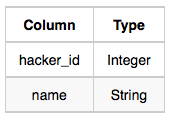 Column Type
hacker_id Integer
name String